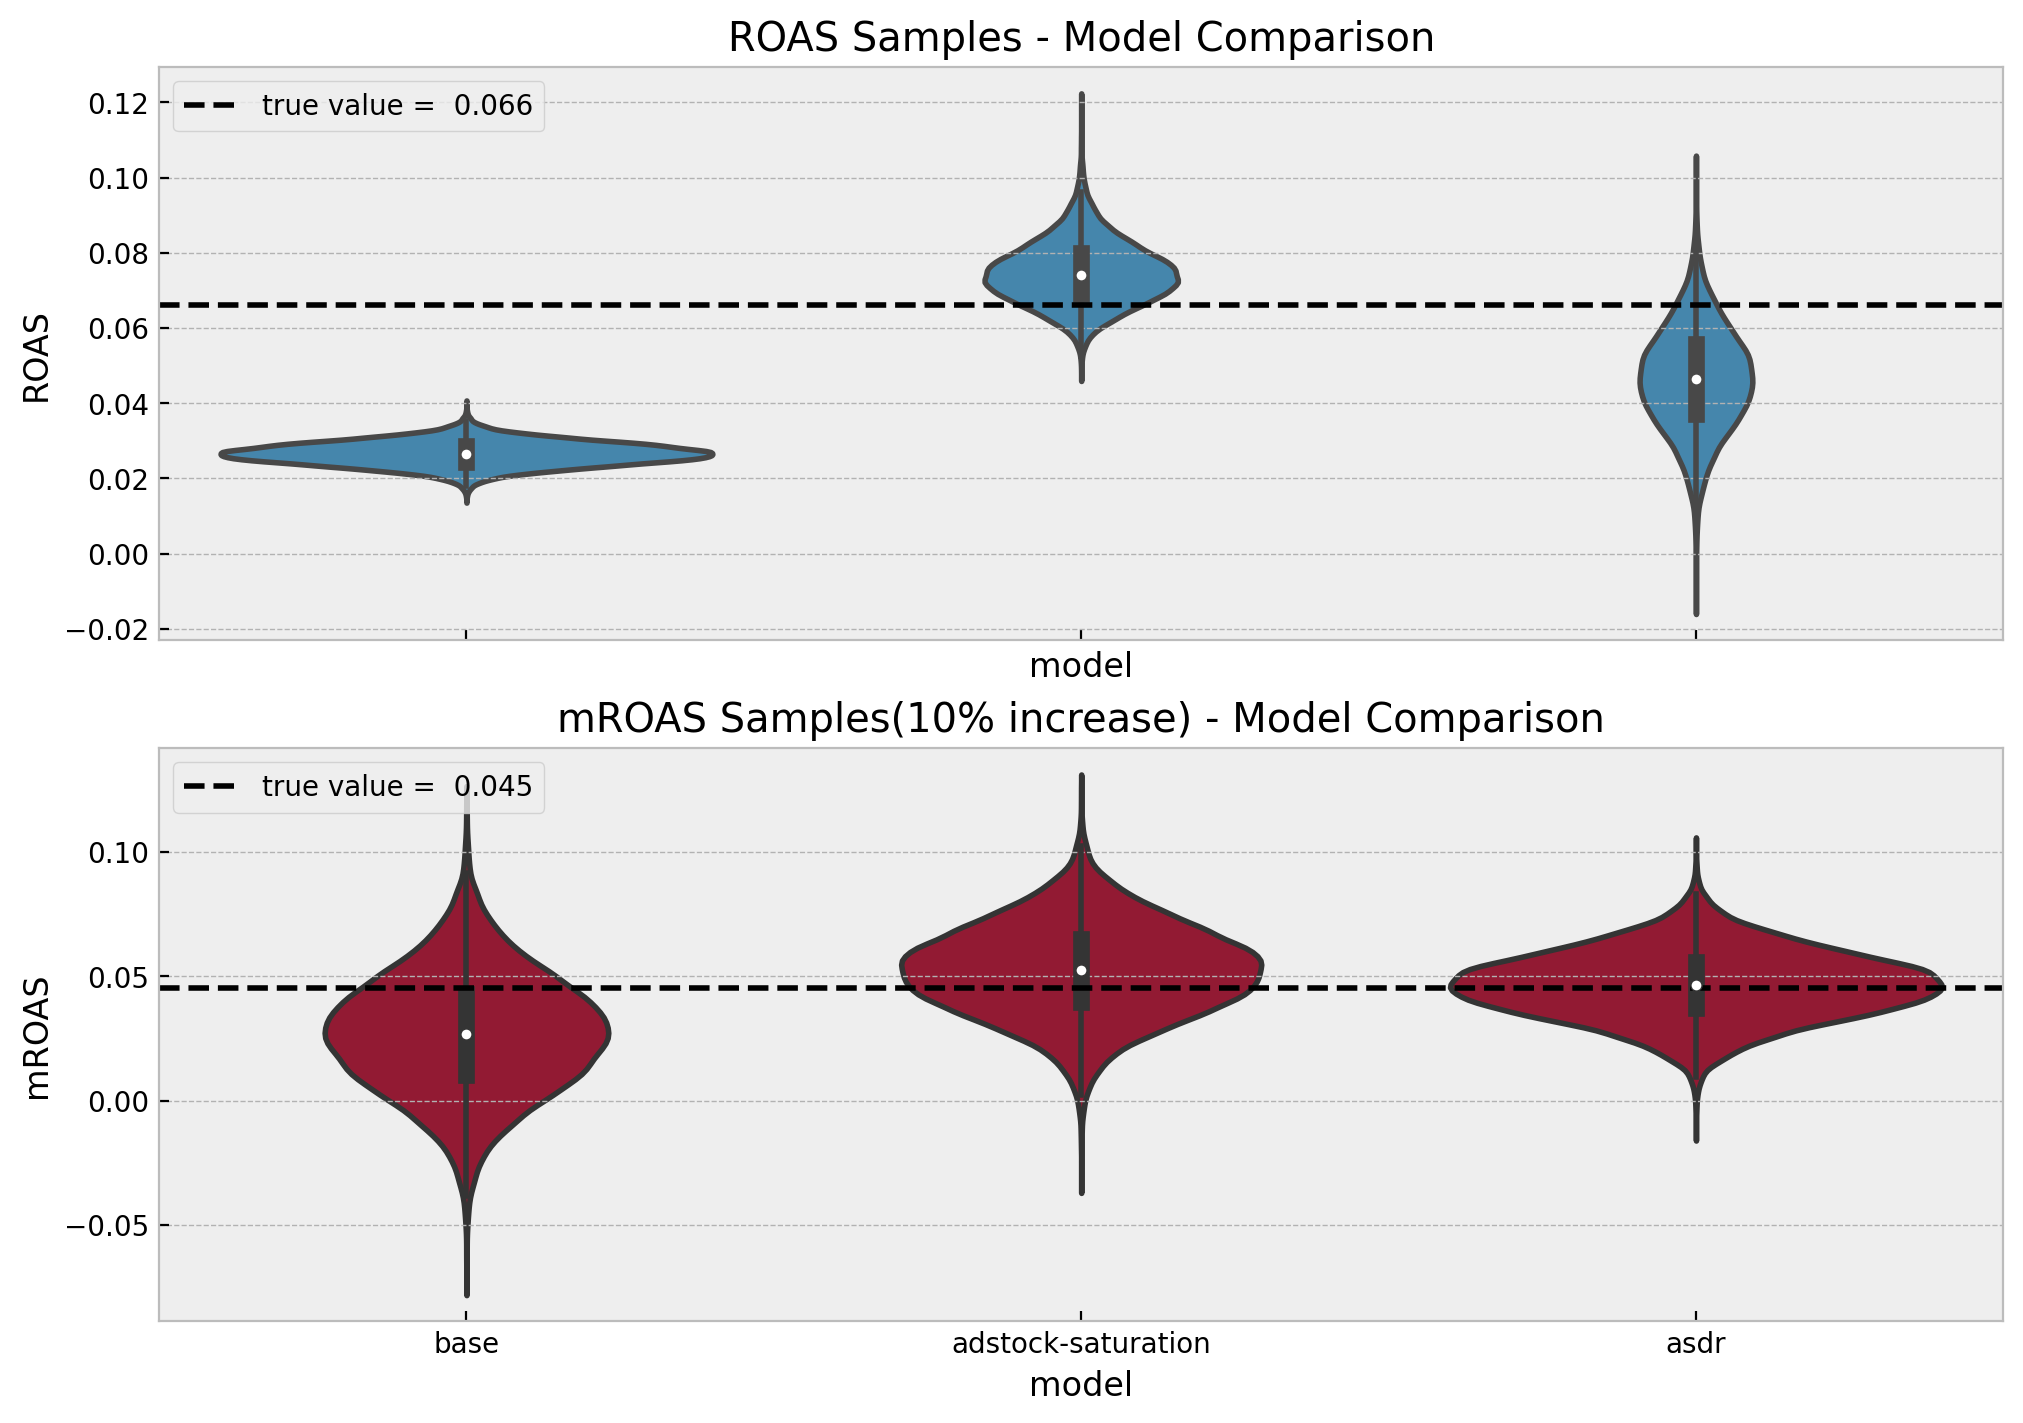 ROAS Samples - Model Comparison
true value =  0.066
0.12
0.10
0.08
0.06
0.04
0.02
0.00
−0.02
ROAS
model
mROAS Samples(10% increase) - Model Comparison
true value =  0.045
0.10
0.05
0.00
−0.05
mROAS
base adstock-saturation asdr
model